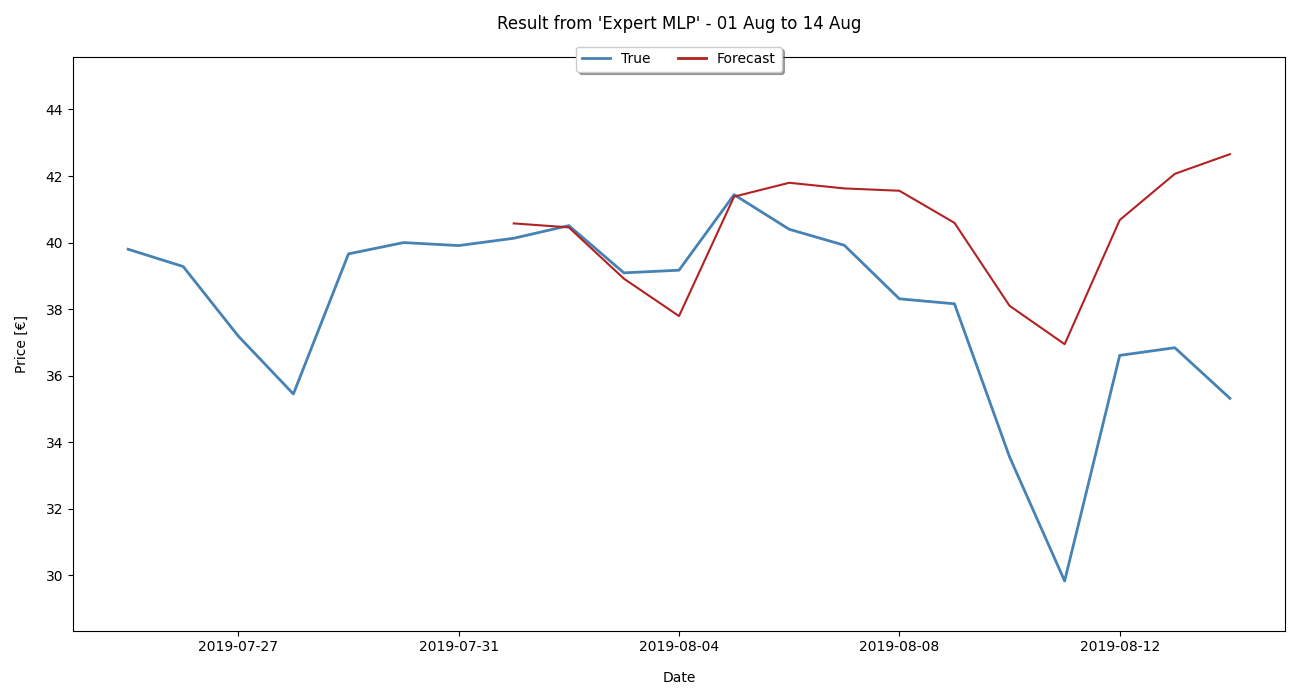 Result from 'Expert MLP' - 01 Aug to 14 Aug
True Forecast
44
42
40
38
36
34
32
30
Price [€]
2019-07-27 2019-07-31 2019-08-04 2019-08-08 2019-08-12
Date